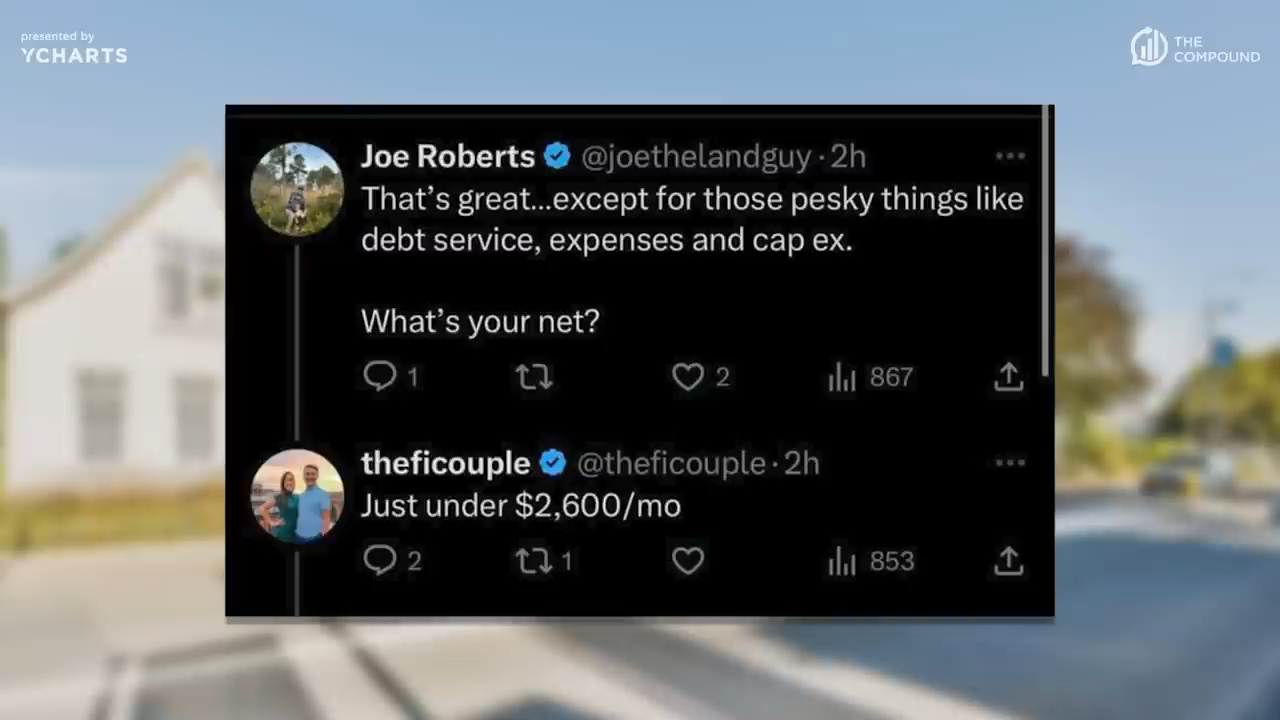 presented by
YCHARTS
THE
COMPOUND
Joe Roberts @joethelandguy · 2h
That's great...except for those pesky things like
debt service, expenses and cap ex.
What's your net?
1
2
867
theficouple @theficouple · 2h
Just under $2,600/mo
2
1
853